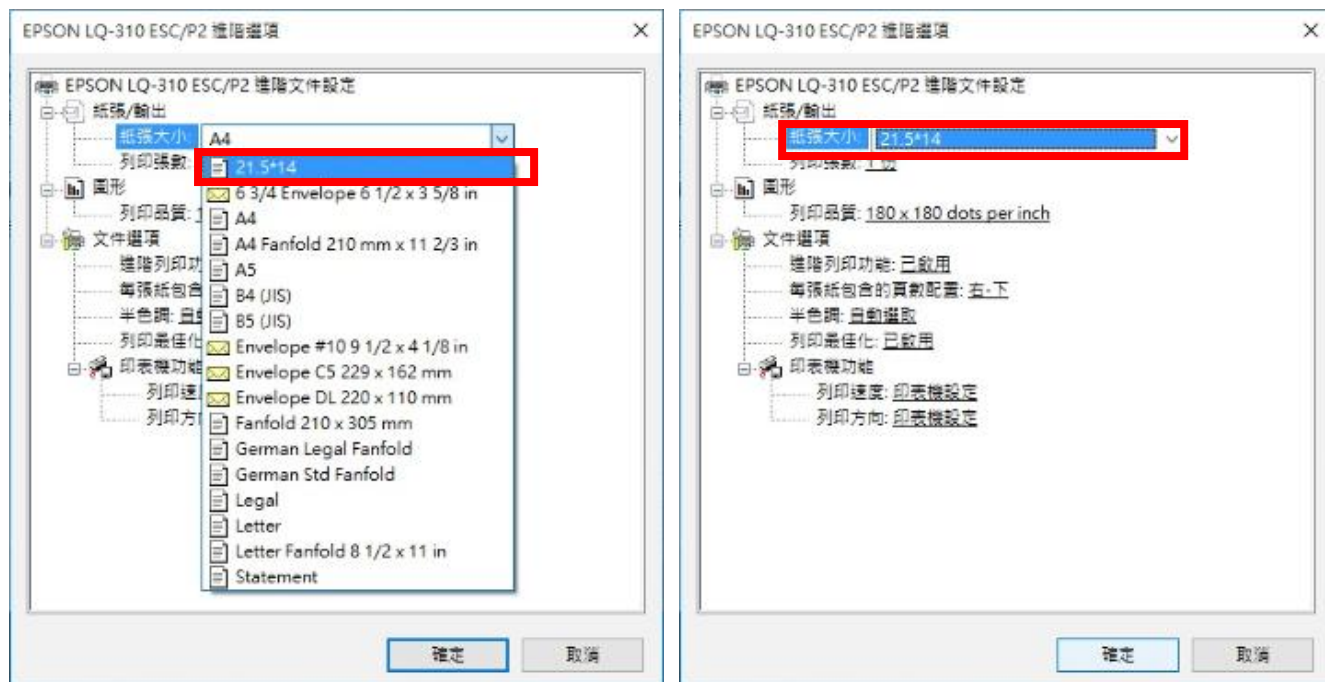 EPSON LQ-310 ESC/P2 進階選項
EPSON LQ-310 ESC/P2 進階文件設定
紙張/輸出
紙張大小: A4
列印張數:
21.5*14
6 3/4 Envelope 6 1/2 x 3 5/8 in
圖形
列印品質: 1
A4
文件選項
A4 Fanfold 210 mm x 11 2/3 in
進階列印功
A5
每張紙包含
B4 (JIS)
半色調: 自動
B5 (JIS)
列印最佳化
Envelope #10 9 1/2 x 4 1/8 in
印表機功能
Envelope C5 229 x 162 mm
列印速
Envelope DL 220 x 110 mm
列印方
Fanfold 210 x 305 mm
German Legal Fanfold
German Std Fanfold
Legal
Letter
Letter Fanfold 8 1/2 x 11 in
Statement
確定
取消
EPSON LQ-310 ESC/P2 進階選項
EPSON LQ-310 ESC/P2 進階文件設定
紙張/輸出
紙張大小: 21.5*14
列印張數: 1 份
圖形
列印品質: 180 x 180 dots per inch
文件選項
進階列印功能: 已啟用
每張紙包含的頁數配置: 右-下
半色調: 自動選取
列印最佳化: 已啟用
印表機功能
列印速度: 印表機設定
列印方向: 印表機設定
確定
取消